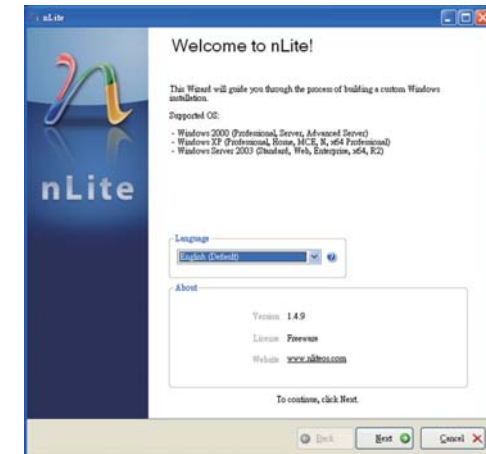 nLite
Welcome to nLite!
This Wizard will guide you through the process of building a custom Windows
installation.
Supported OS:
- Windows 2000 (Professional, Server, Advanced Server)
- Windows XP (Professional, Home, MCE, N, x64 Professional)
- Windows Server 2003 (Standard, Web, Enterprise, x64, R2)
nLite
Language
English (Default)
About
Version 1.4.9
License Freeware
Website www.nliteos.com
To continue, click Next.
Back Next Cancel